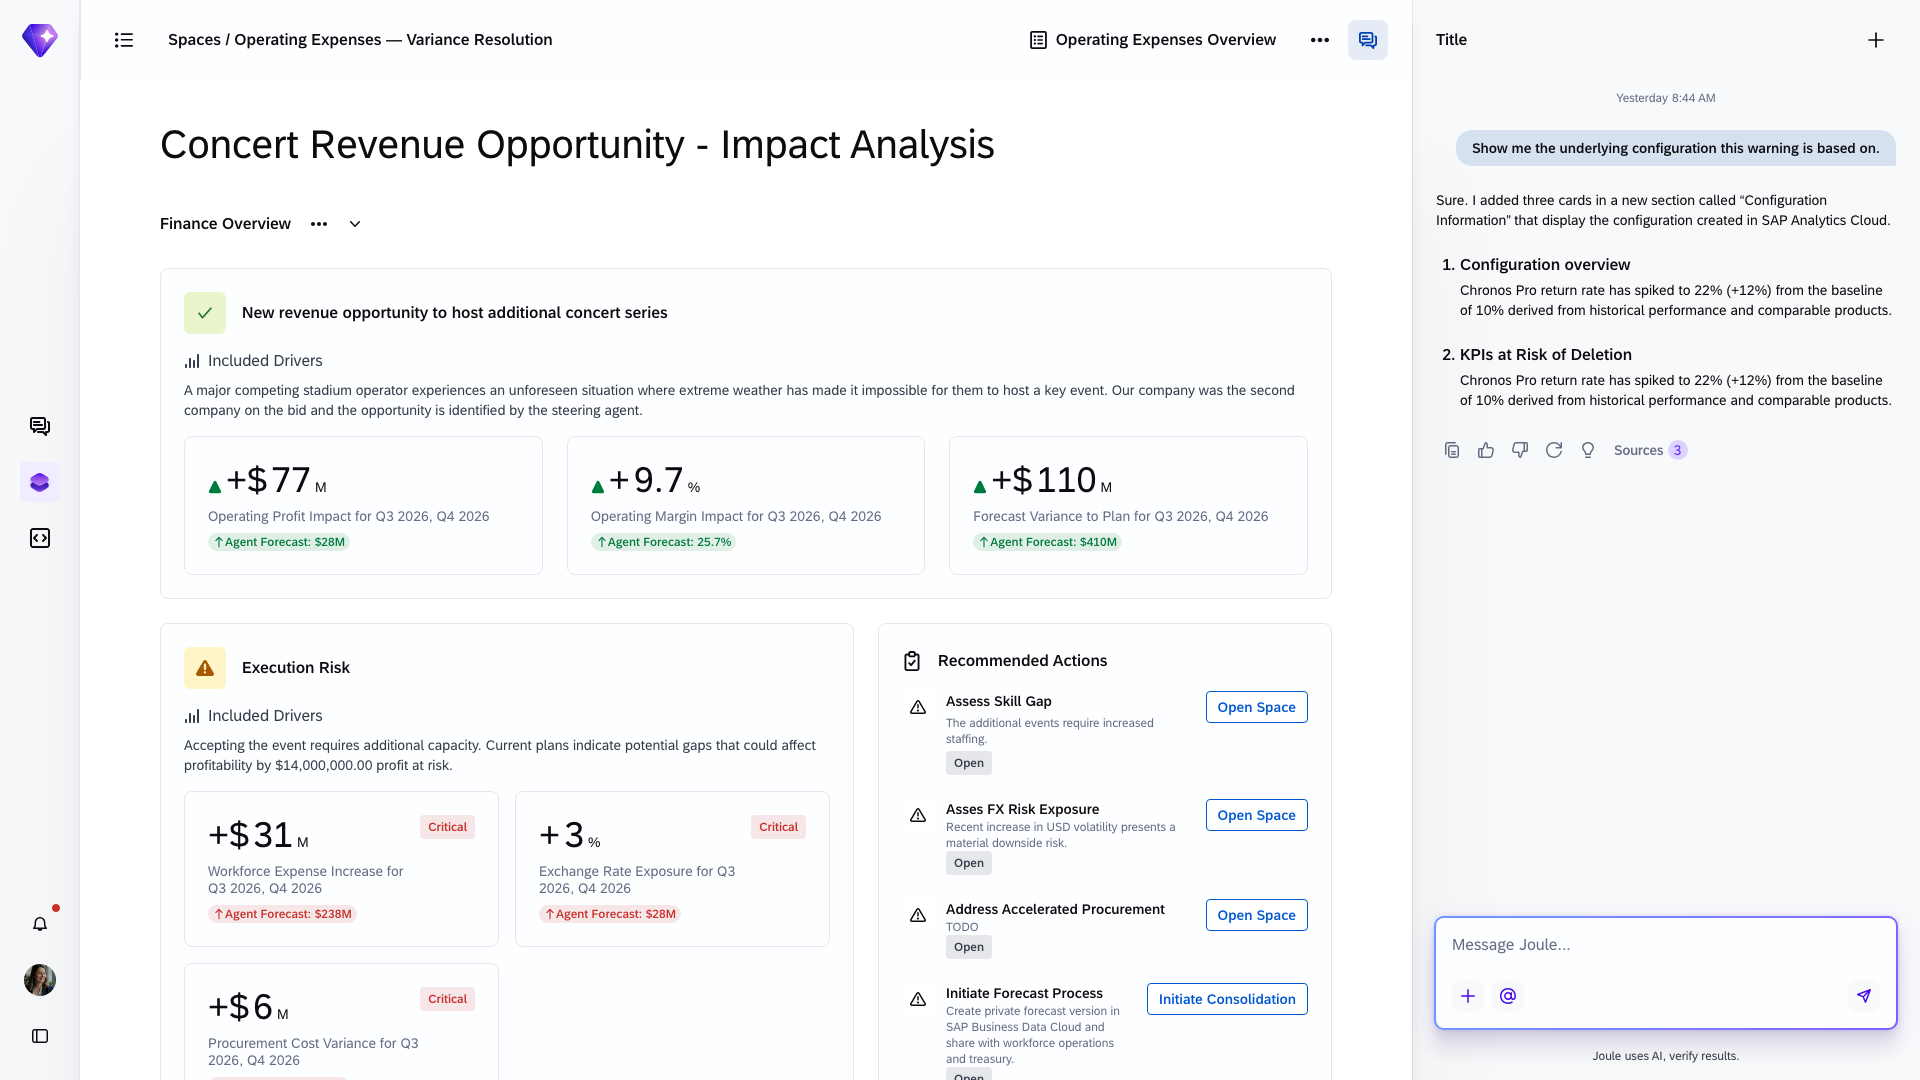 Spaces / Operating Expenses — Variance Resolution
Operating Expenses Overview
Concert Revenue Opportunity - Impact Analysis
Finance Overview
New revenue opportunity to host additional concert series
Included Drivers
A major competing stadium operator experiences an unforeseen situation where extreme weather has made it impossible for them to host a key event. Our company was the second
company on the bid and the opportunity is identified by the steering agent.
+$77 M
Operating Profit Impact for Q3 2026, Q4 2026
↑Agent Forecast: $28M
+9.7 %
Operating Margin Impact for Q3 2026, Q4 2026
↑Agent Forecast: 25.7%
+$110 M
Forecast Variance to Plan for Q3 2026, Q4 2026
↑Agent Forecast: $410M
Execution Risk
Included Drivers
Accepting the event requires additional capacity. Current plans indicate potential gaps that could affect
profitability by $14,000,000.00 profit at risk.
+$31 M
Critical
Workforce Expense Increase for
Q3 2026, Q4 2026
↑Agent Forecast: $238M
+3 %
Critical
Exchange Rate Exposure for Q3
2026, Q4 2026
↑Agent Forecast: $28M
+$6 M
Critical
Procurement Cost Variance for Q3
2026, Q4 2026
Recommended Actions
Assess Skill Gap
The additional events require increased
staffing.
Open
Open Space
Asses FX Risk Exposure
Recent increase in USD volatility presents a
material downside risk.
Open
Open Space
Address Accelerated Procurement
TODO
Open
Open Space
Initiate Forecast Process
Create private forecast version in
SAP Business Data Cloud and
share with workforce operations
and treasury.
Open
Initiate Consolidation
Title
Yesterday 8:44 AM
Show me the underlying configuration this warning is based on.
Sure. I added three cards in a new section called “Configuration
Information” that display the configuration created in SAP Analytics Cloud.
1. Configuration overview
Chronos Pro return rate has spiked to 22% (+12%) from the baseline
of 10% derived from historical performance and comparable products.
2. KPIs at Risk of Deletion
Chronos Pro return rate has spiked to 22% (+12%) from the baseline
of 10% derived from historical performance and comparable products.
Sources 3
Message Joule...
Joule uses AI, verify results.